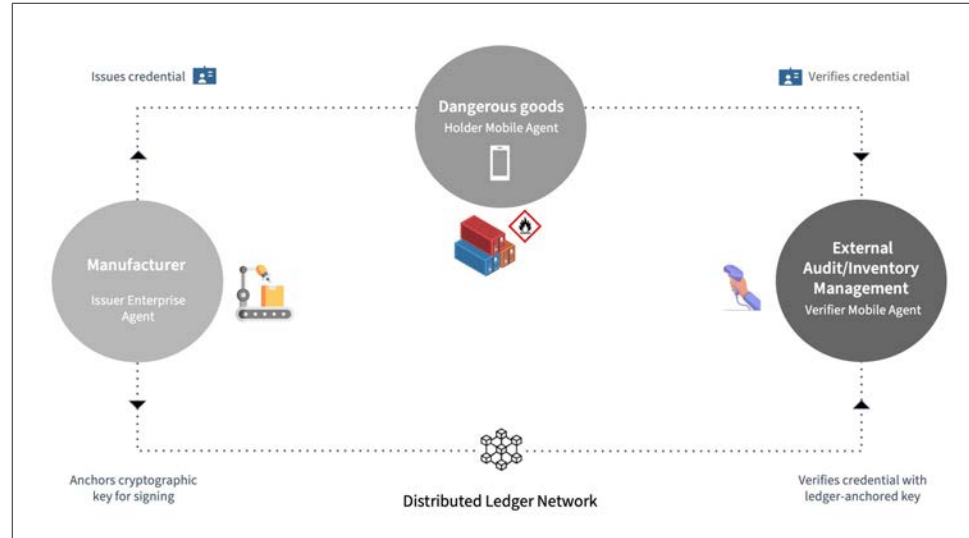 Issues credential
Verifies credential
Dangerous goods
Holder Mobile Agent
Manufacturer
Issuer Enterprise
Agent
External
Audit/Inventory
Management
Verifier Mobile Agent
Anchors cryptographic
key for signing
Distributed Ledger Network
Verifies credential with
ledger-anchored key